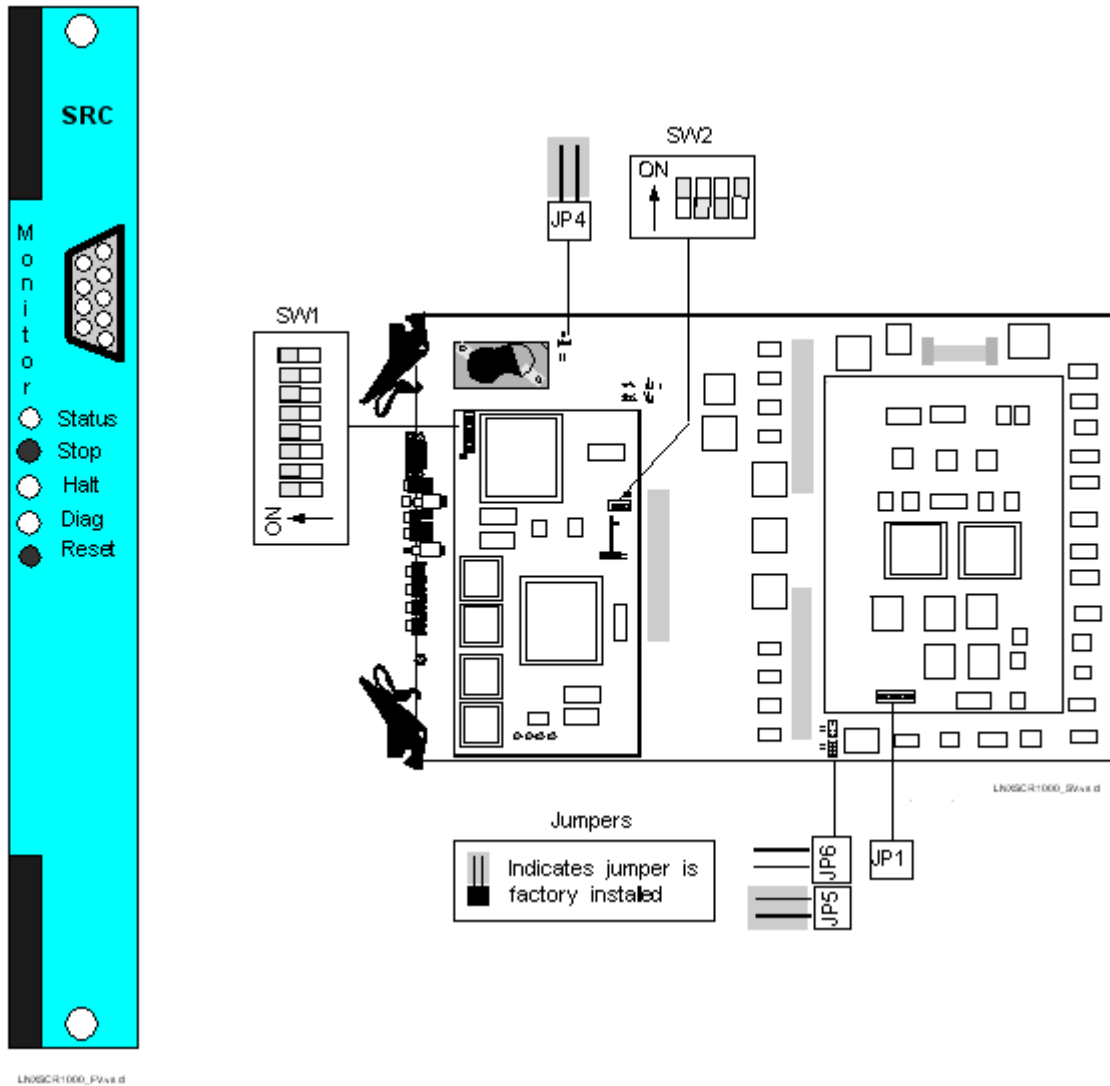 SRC
Monitor
Status
Stop
Halt
Diag
Reset
SW2
ON
JP4
SW1
ON
Jumpers
Indicates jumper is
factory instaled
JP6
JP1
JP5